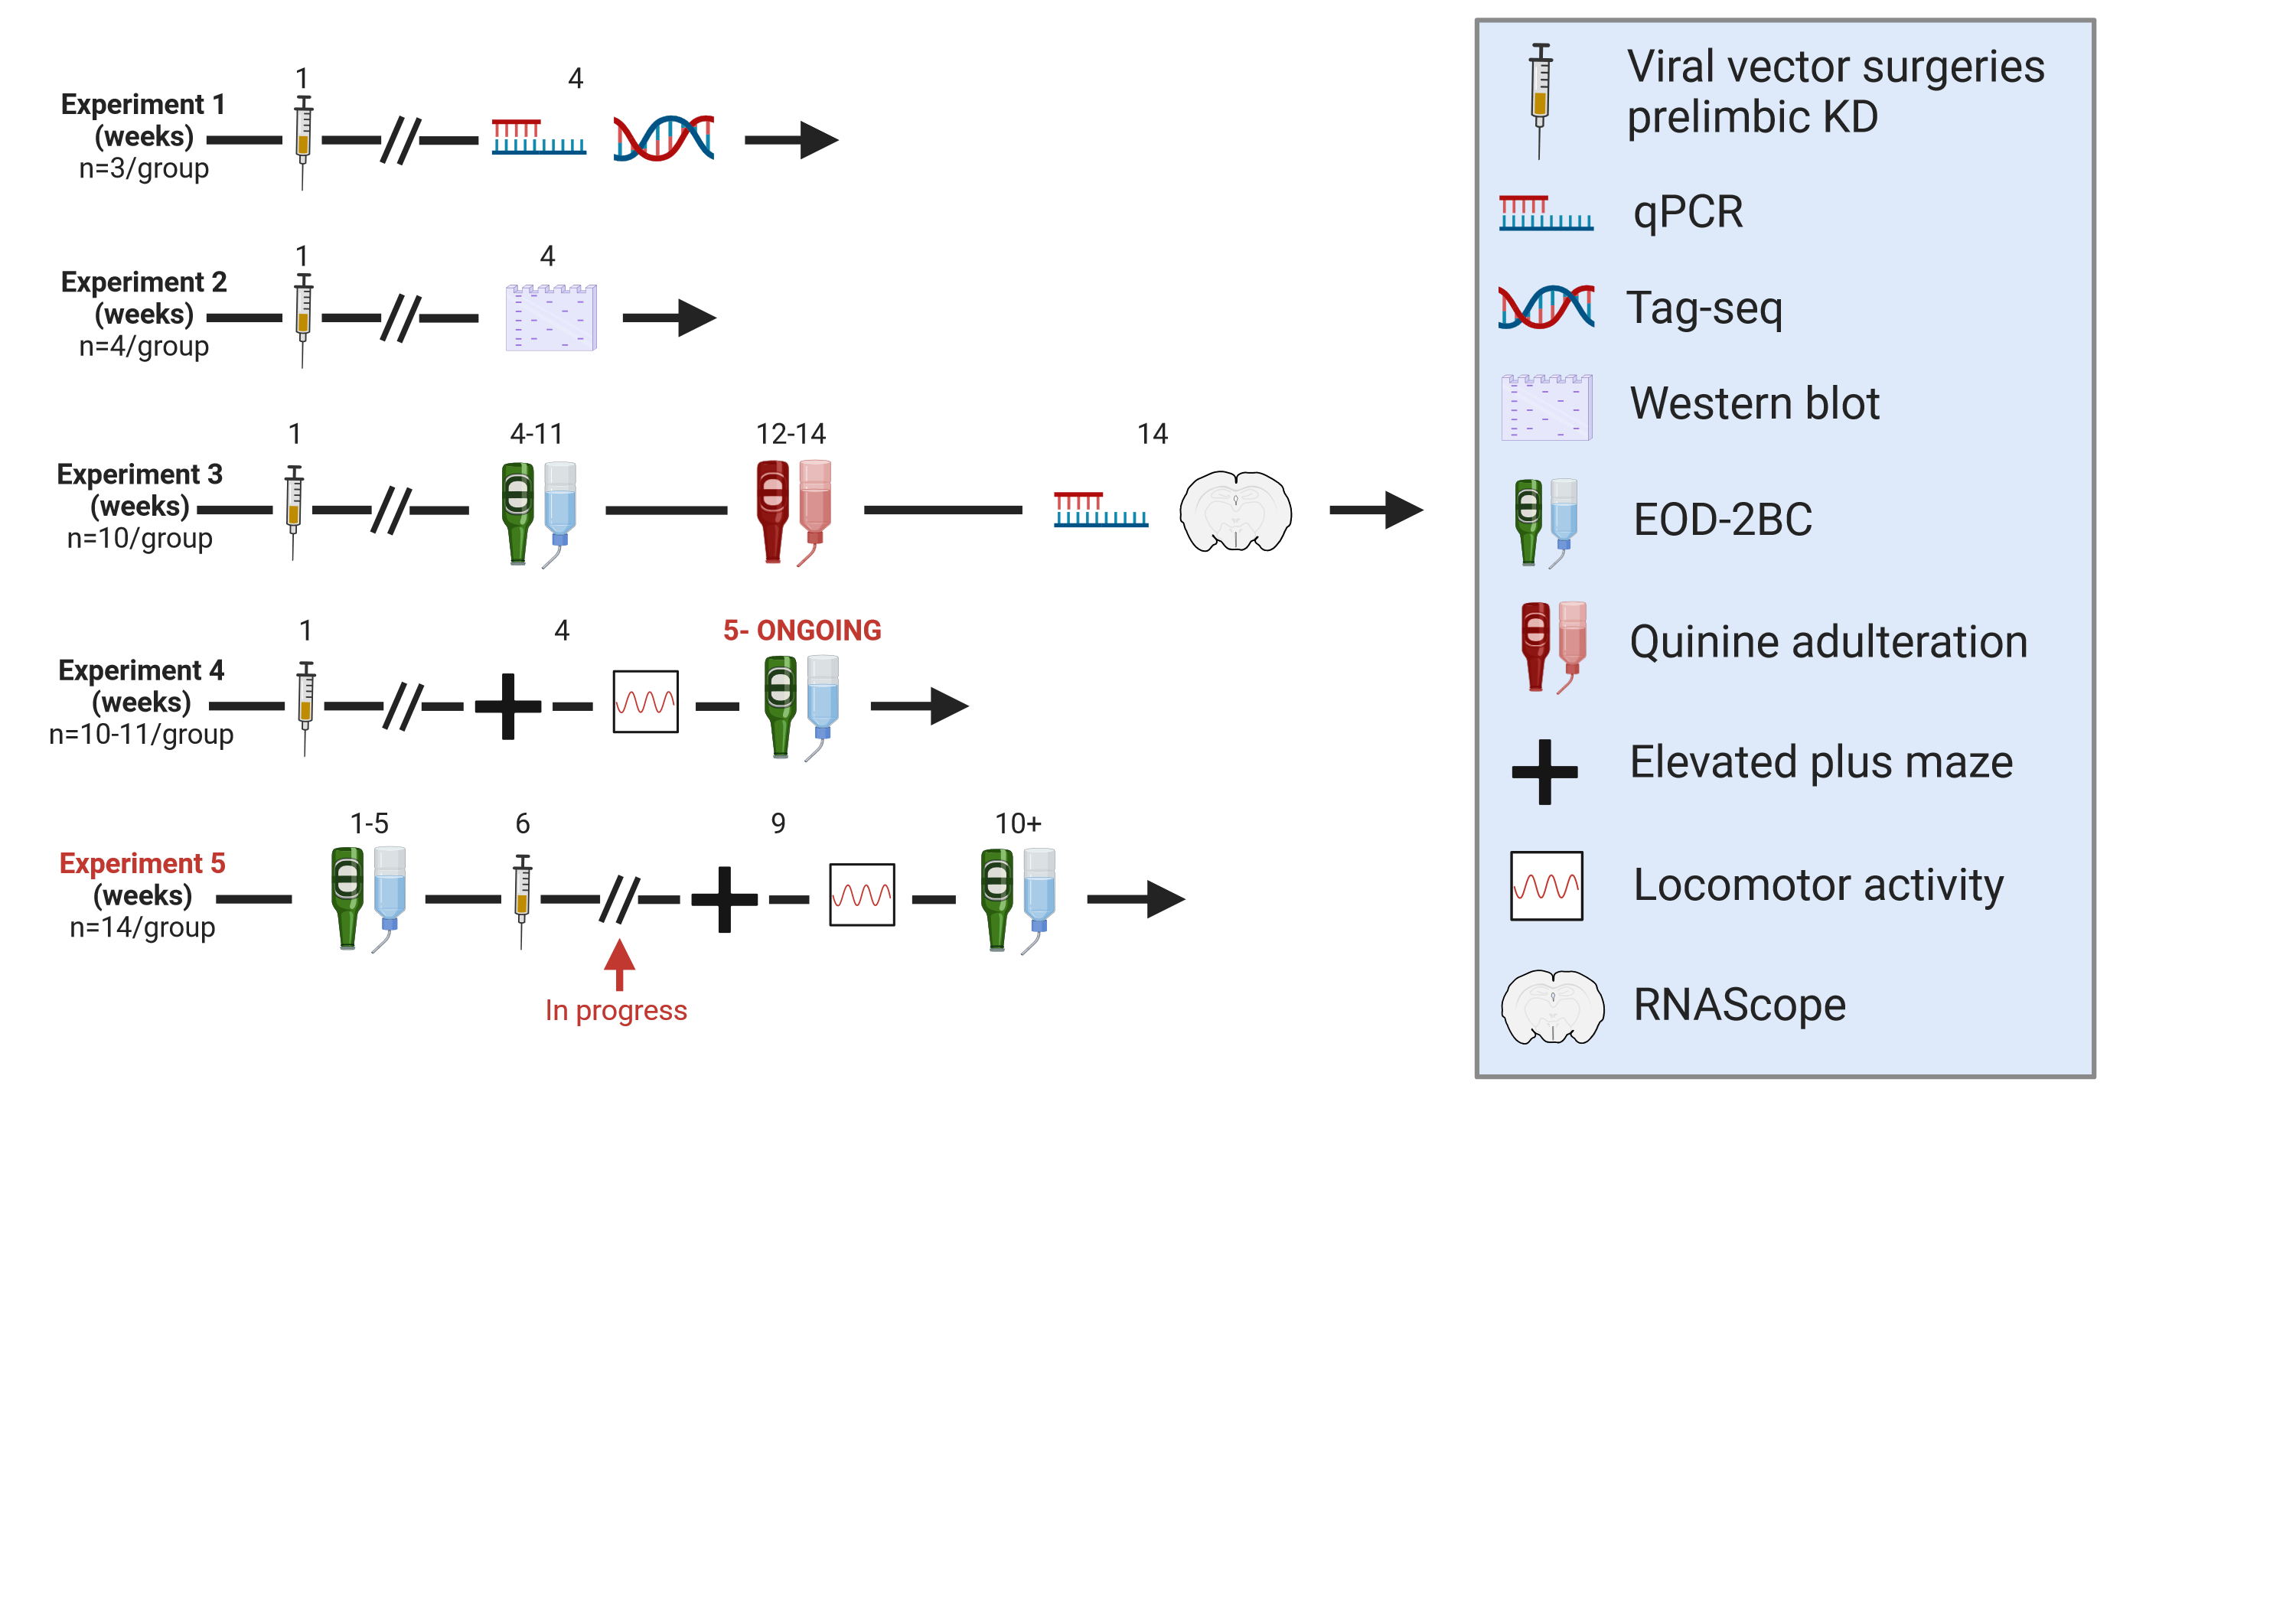 1
4
Experiment 1
(weeks)
n=3/group
1
4
Experiment 2
(weeks)
n=4/group
1
4-11
12-14
14
Experiment 3
(weeks)
n=10/group
1
4
5- ONGOING
Experiment 4
(weeks)
n=10-11/group
1-5
6
9
10+
Experiment 5
(weeks)
n=14/group
In progress
Viral vector surgeries
prelimbic KD
qPCR
Tag-seq
Western blot
EOD-2BC
Quinine adulteration
Elevated plus maze
Locomotor activity
RNAScope